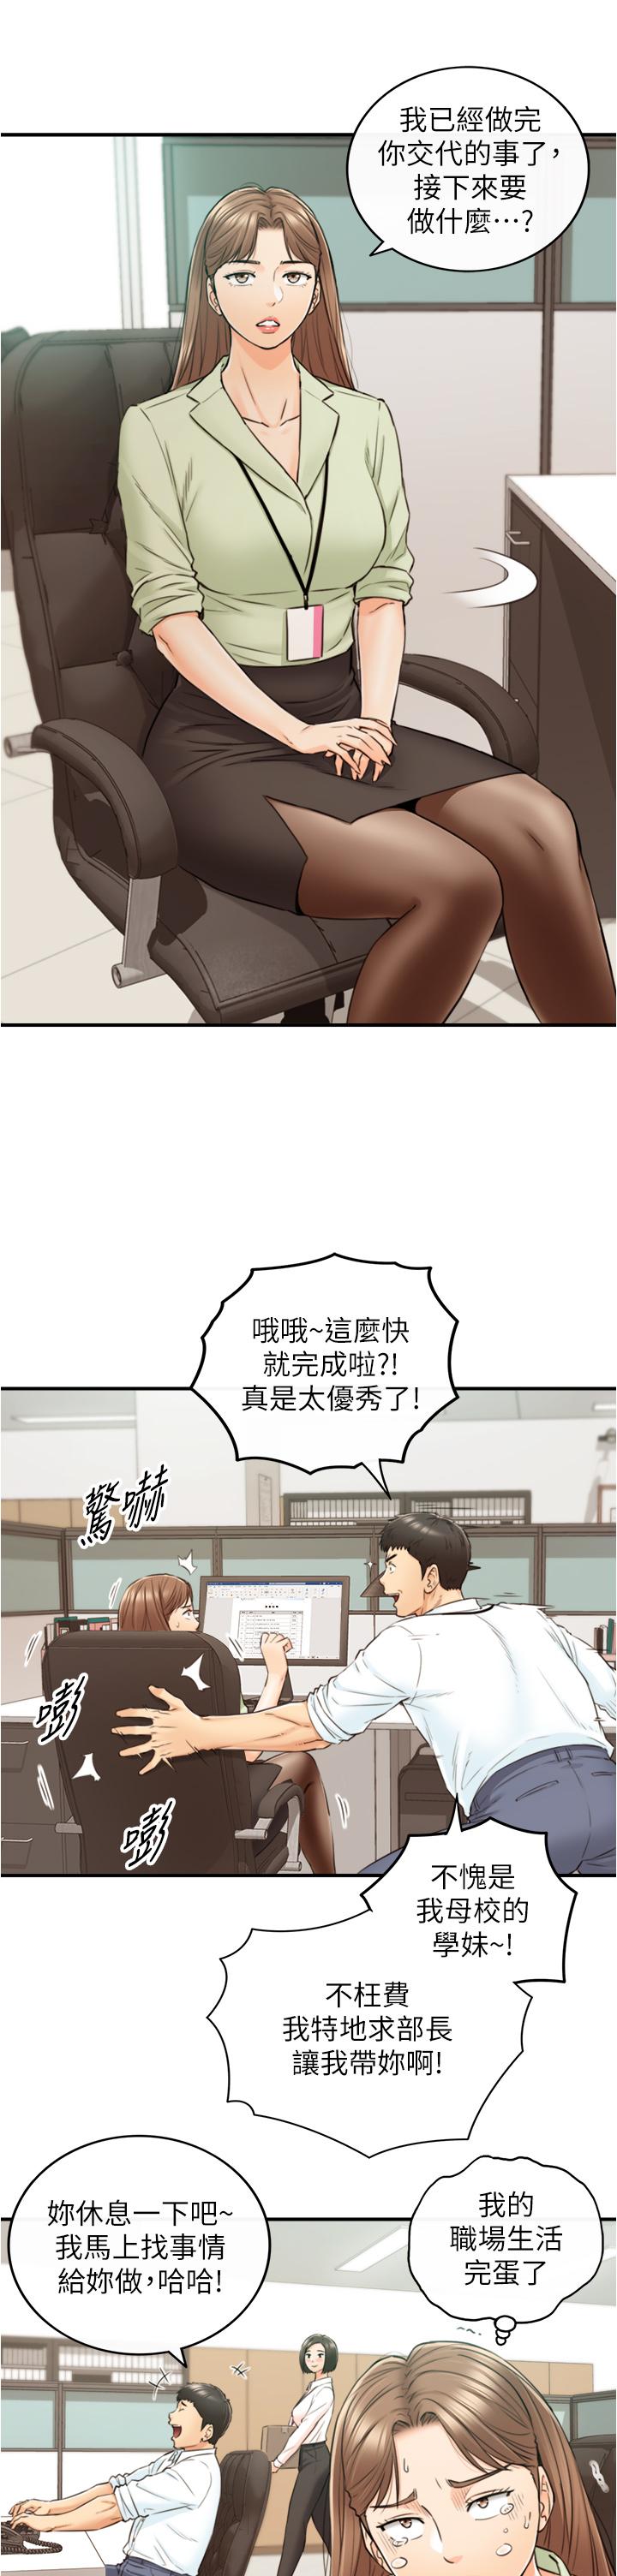 我已經做完
你交代的事了，
接下來要
做什麼…?
哦哦~這麼快
就完成啦?!
真是太優秀了!
驚嚇
嘭
嘭
不愧是
我母校的
學妹~!
不枉費
我特地求部長
讓我帶妳啊!
妳休息一下吧~
我馬上找事情
給妳做，哈哈!
我的
職場生活
完蛋了